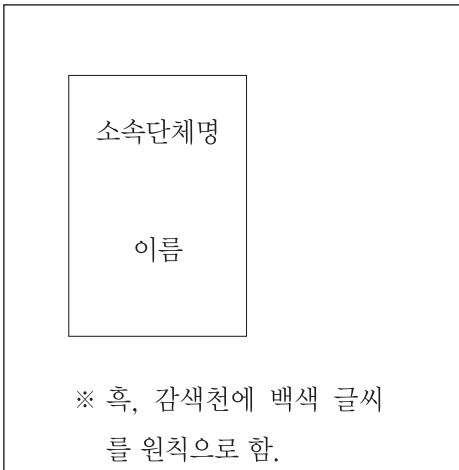 소속단체명
이름
※ 흑, 감색천에 백색 글씨
를 원칙으로 함.